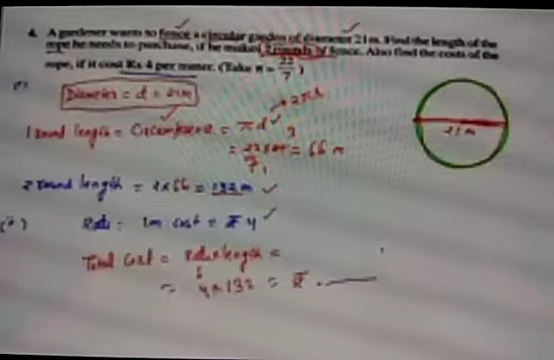 4. A gardener wants to fence a circular garden of diameter 21m. Find the length of the
rope he needs to purchase, if he makes 2 rounds of fence. Also find the costs of the
rope, if it cost Rs 4 per meter. (Take π = 22/7)
Diameter = d = 21m
→ 2πr
1 round length = Circumference = πd
= 22×21/7 = 66 m
21 m
2 round length = 2×66 = 132 m
Rate: 1m cost = ₹ 4
Total Cost = Rate×length =
= 4×132 = ₹.